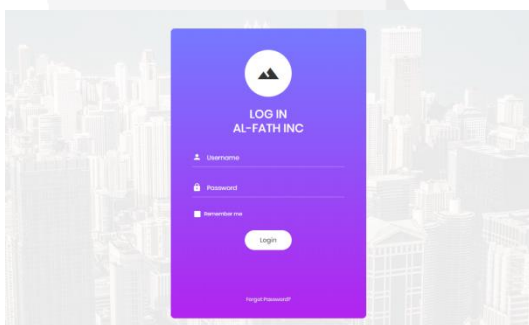 LOG IN
AL-FATH INC
Username
Password
Remember me
Login
Forgot Password?